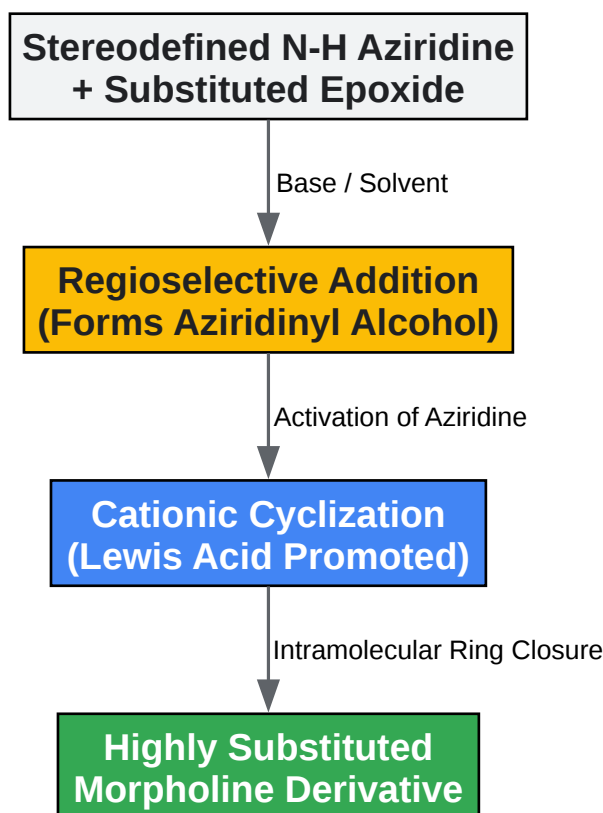 Stereodefined N-H Aziridine
+ Substituted Epoxide
Base / Solvent
Regioselective Addition
(Forms Aziridinyl Alcohol)
Activation of Aziridine
Cationic Cyclization
(Lewis Acid Promoted)
Intramolecular Ring Closure
Highly Substituted
Morpholine Derivative